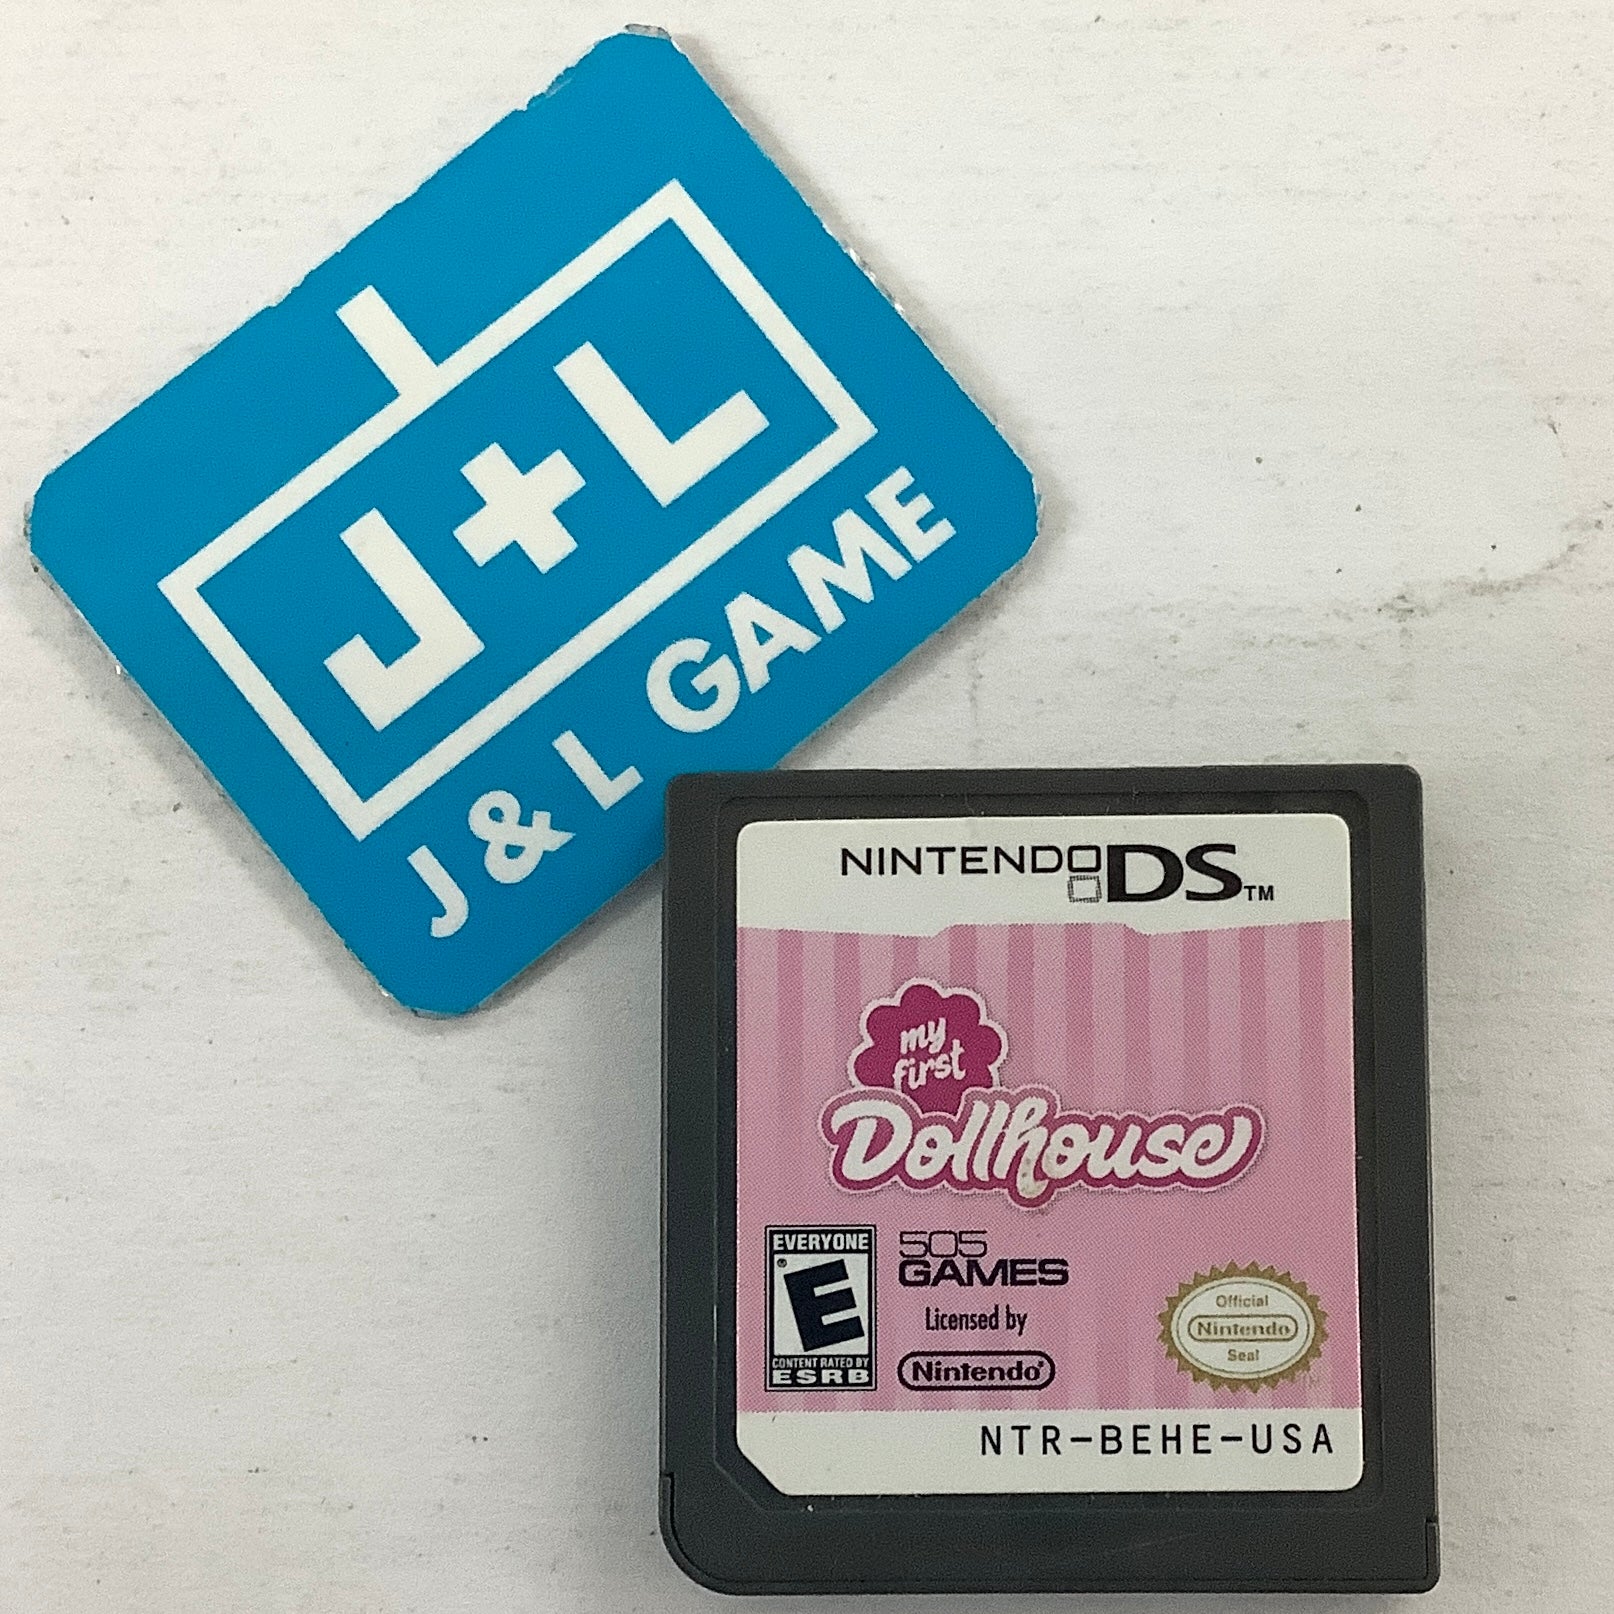 J+L
J & L GAME
NINTENDO DS™
my
first
Dollhouse
EVERYONE
E
CONTENT RATED BY
ESRB
505
GAMES
Licensed by
Nintendo®
Official
Nintendo
Seal
TM
NTR-BEHE-USA